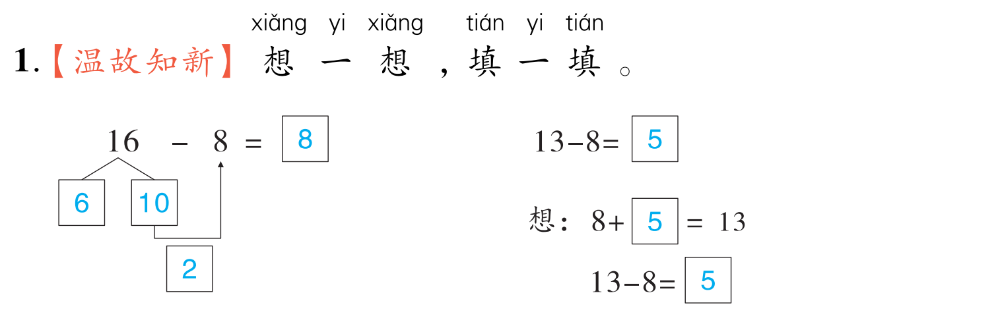 xiǎng yi xiǎng tián yi tián
1.【温故知新】想一想,填一填。
16 - 8 = 8
13-8= 5
6 10
想：8+ 5 = 13
2
13-8= 5